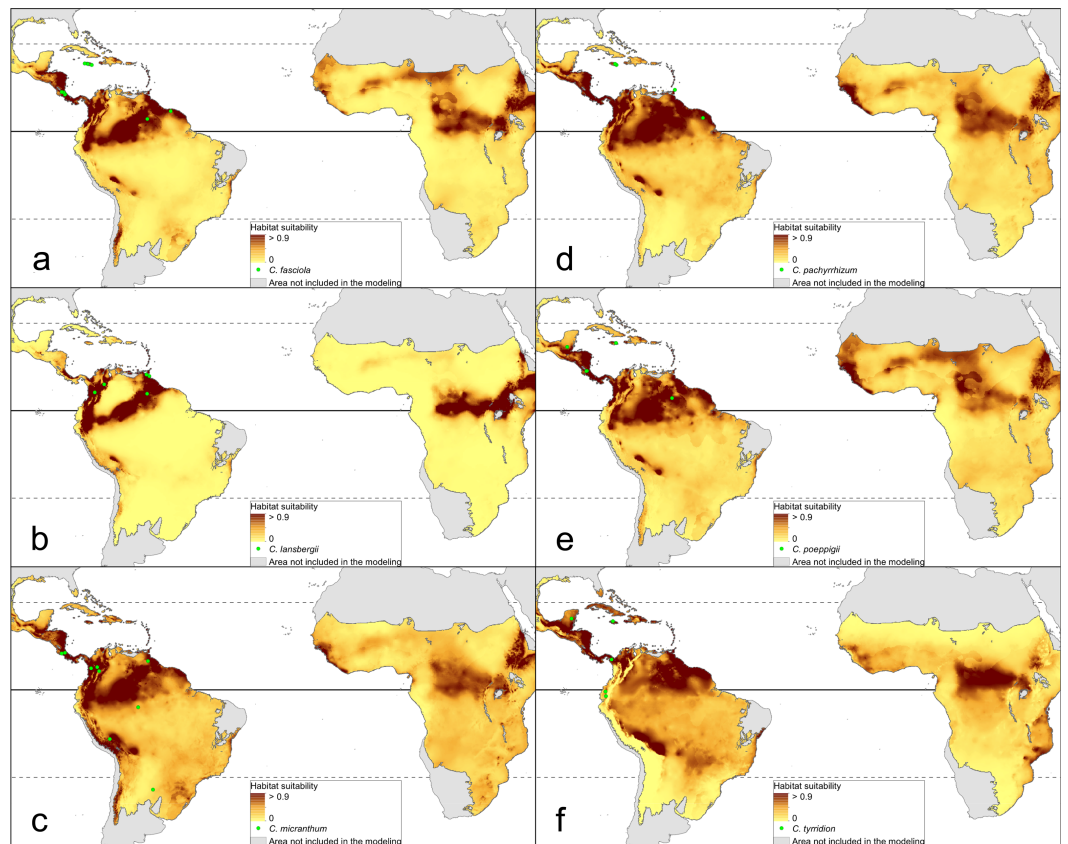 a
Habitat suitability
> 0.9
0
C. fasciola
Area not included in the modeling
d
Habitat suitability
> 0.9
0
C. pachyrrhizum
Area not included in the modeling
b
Habitat suitability
> 0.9
0
C. lansbergii
Area not included in the modeling
e
Habitat suitability
> 0.9
0
C. poeppigii
Area not included in the modeling
c
Habitat suitability
> 0.9
0
C. micranthum
Area not included in the modeling
f
Habitat suitability
> 0.9
0
C. tyrridion
Area not included in the modeling